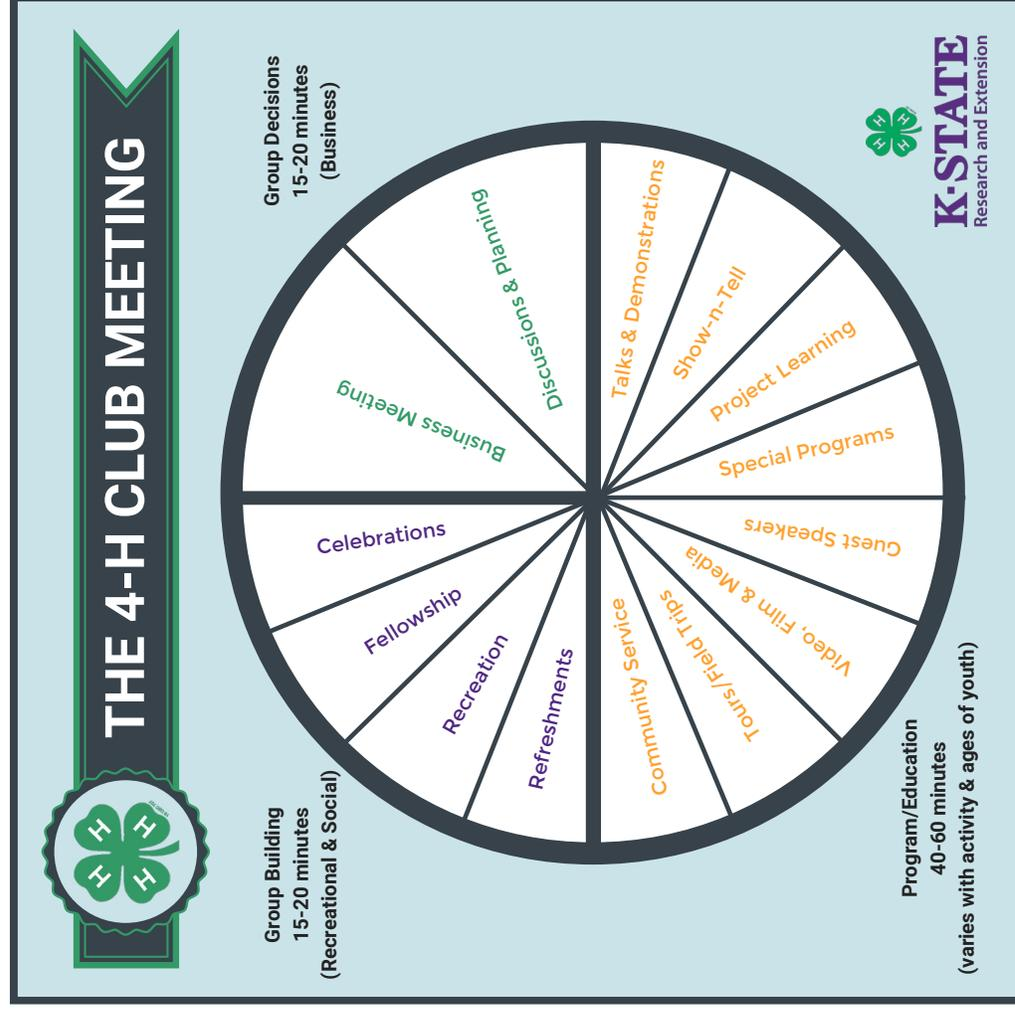 THE 4-H CLUB MEETING
H H
H H
Group Building
15-20 minutes
(Recreational & Social)
Group Decisions
15-20 minutes
(Business)
Celebrations
Fellowship
Recreation
Refreshments
Business Meeting
Discussions & Planning
Talks & Demonstrations
Show-n-Tell
Project Learning
Special Programs
Guest Speakers
Video, Film & Media
Tours/Field Trips
Community Service
Program/Education
40-60 minutes
(varies with activity & ages of youth)
H H
H H
K·STATE
Research and Extension